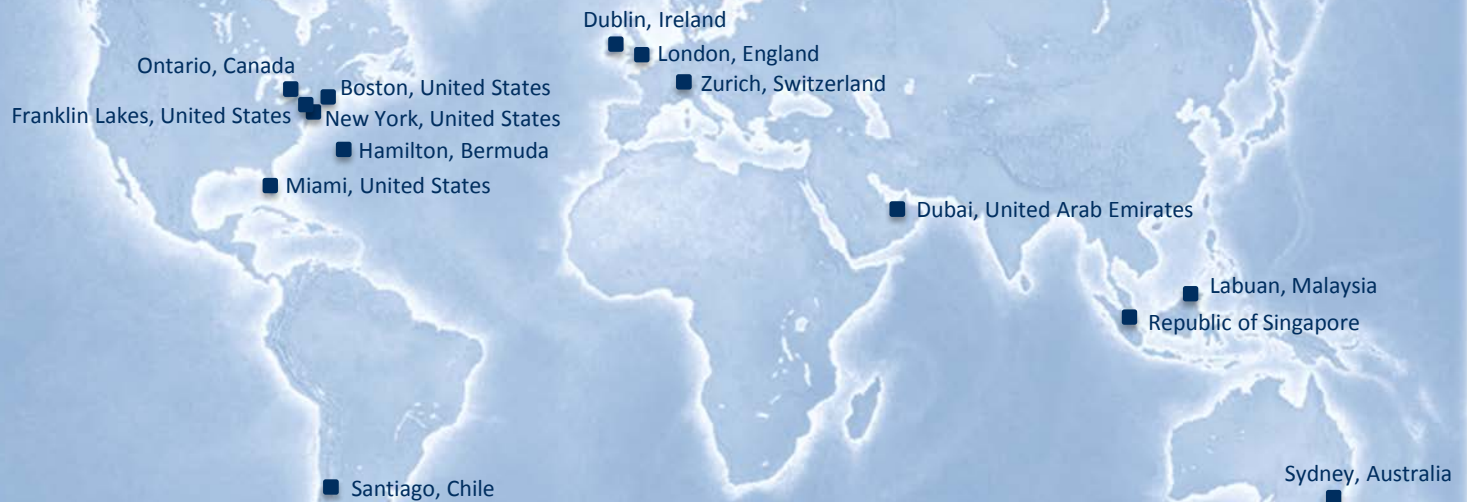 Dublin, Ireland
London, England
Ontario, Canada
Zurich, Switzerland
Boston, United States
Franklin Lakes, United States
New York, United States
Hamilton, Bermuda
Miami, United States
Dubai, United Arab Emirates
Labuan, Malaysia
Republic of Singapore
Sydney, Australia
Santiago, Chile